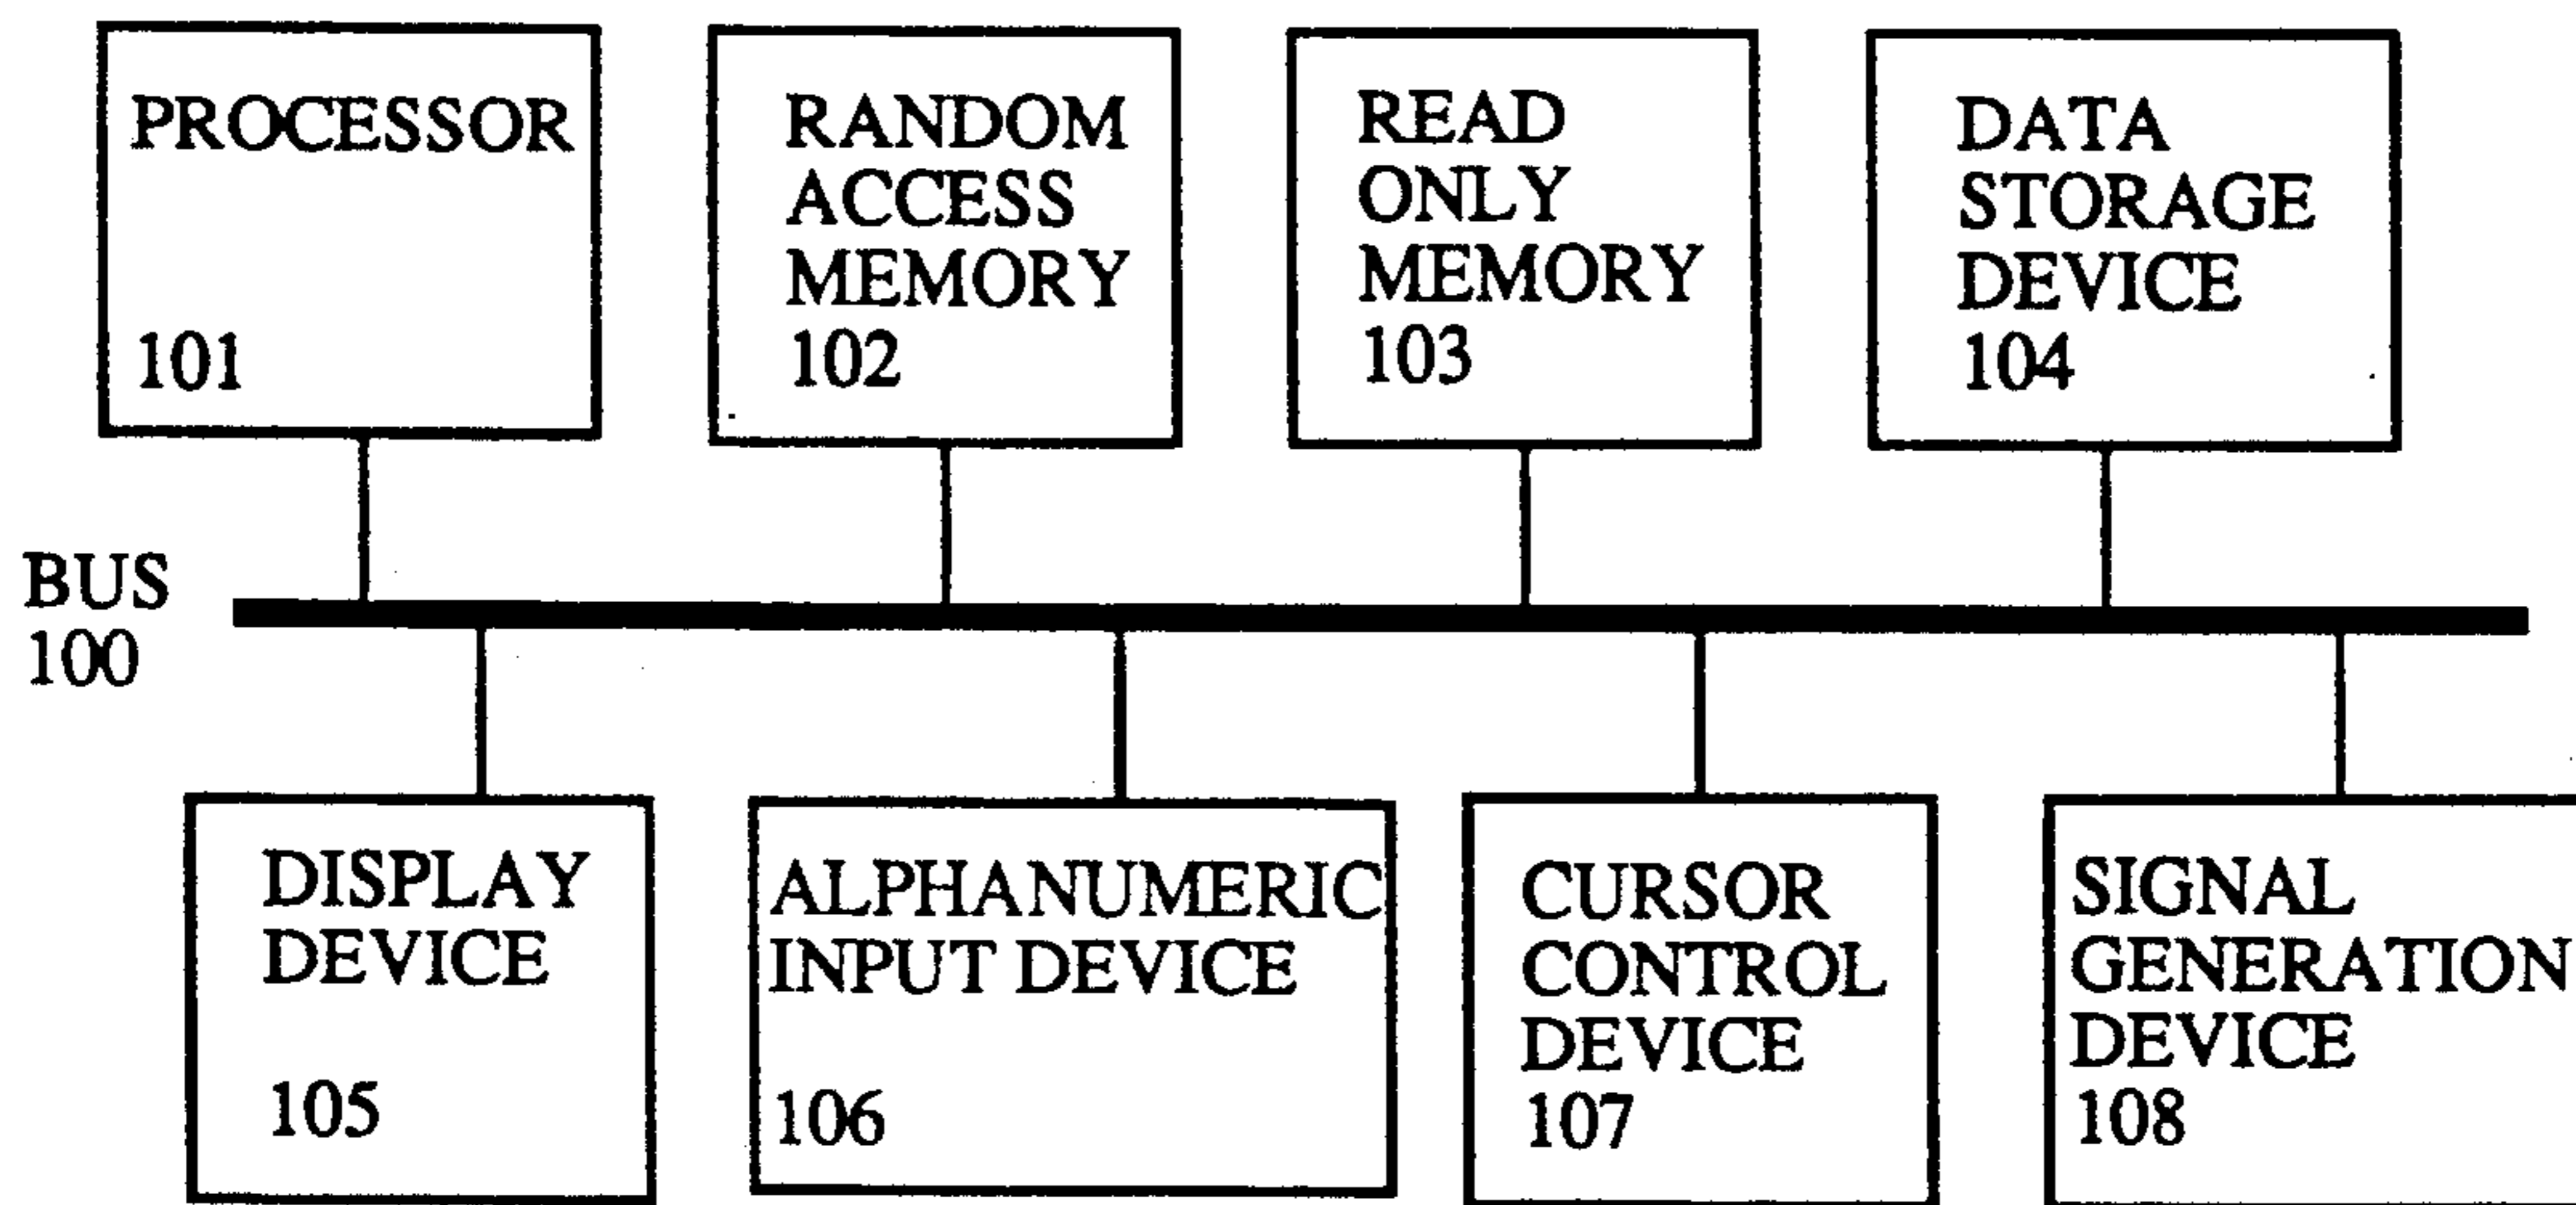 PROCESSOR
101
RANDOM
ACCESS
MEMORY
102
READ
ONLY
MEMORY
103
DATA
STORAGE
DEVICE
104
BUS
100
DISPLAY
DEVICE
105
ALPHANUMERIC
INPUT DEVICE
106
CURSOR
CONTROL
DEVICE
107
SIGNAL
GENERATION
DEVICE
108